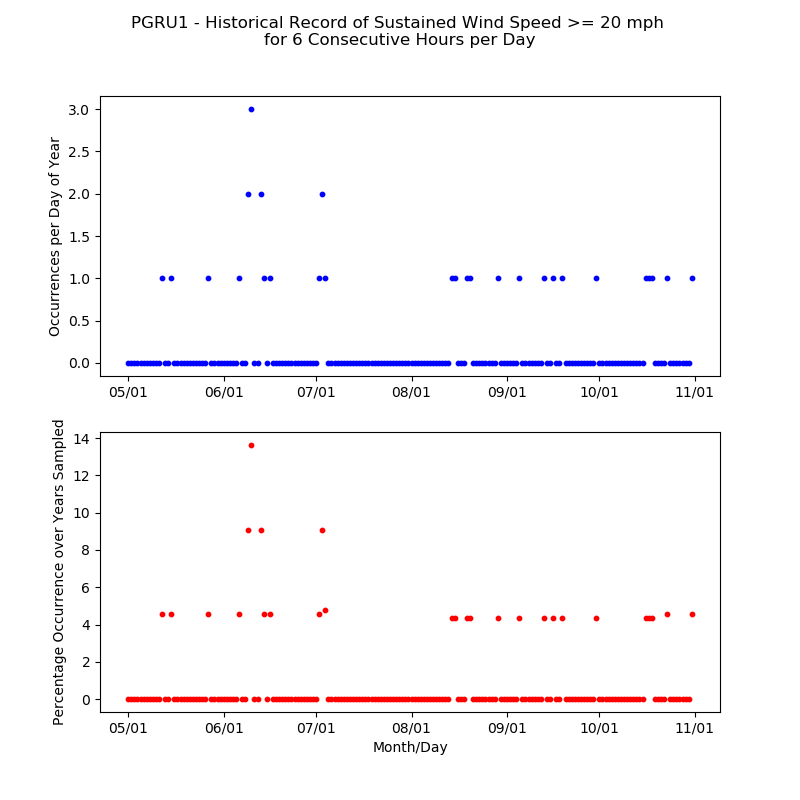 PGRU1 - Historical Record of Sustained Wind Speed >= 20 mph
for 6 Consecutive Hours per Day
Occurrences per Day of Year
3.0
2.5
2.0
1.5
1.0
0.5
0.0
05/01 06/01 07/01 08/01 09/01 10/01 11/01
Percentage Occurrence over Years Sampled
14
12
10
8
6
4
2
0
05/01 06/01 07/01 08/01 09/01 10/01 11/01
Month/Day